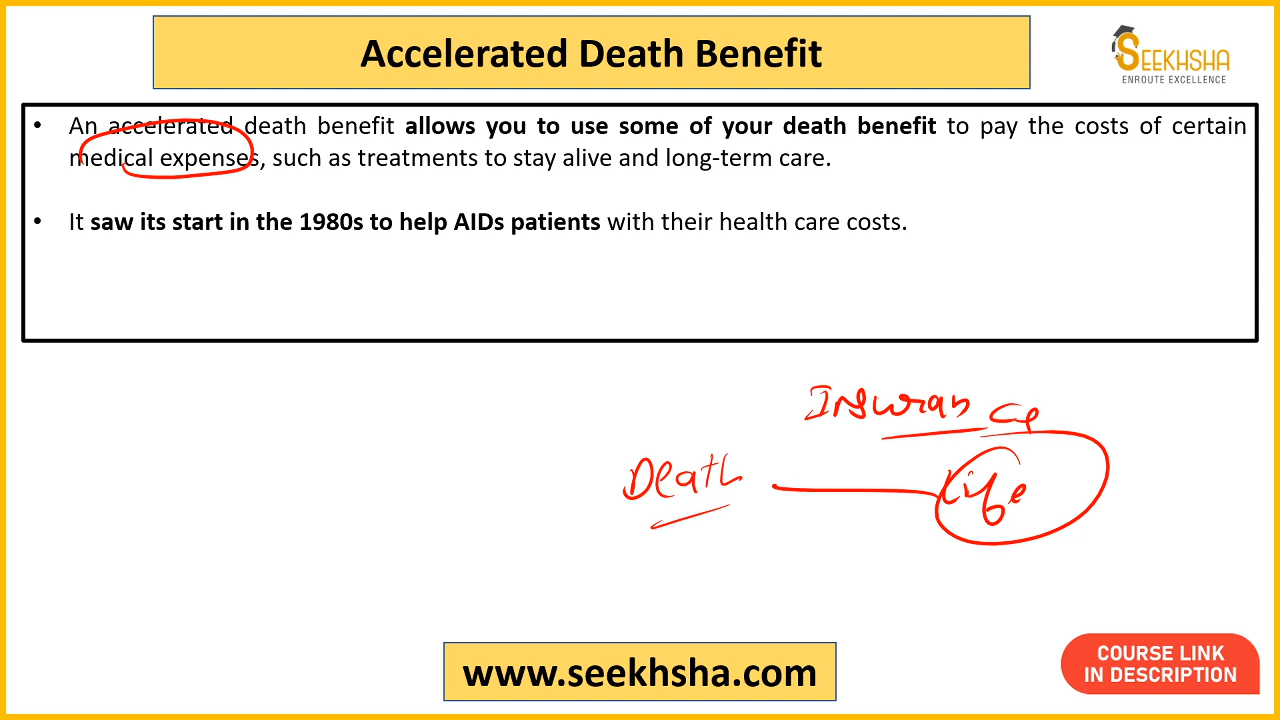 Accelerated Death Benefit
SEEKHSHA
ENROUTE EXCELLENCE
• An accelerated death benefit allows you to use some of your death benefit to pay the costs of certain
medical expenses, such as treatments to stay alive and long-term care.
• It saw its start in the 1980s to help AIDs patients with their health care costs.
Insurance
Death
Life
www.seekhsha.com
COURSE LINK
IN DESCRIPTION